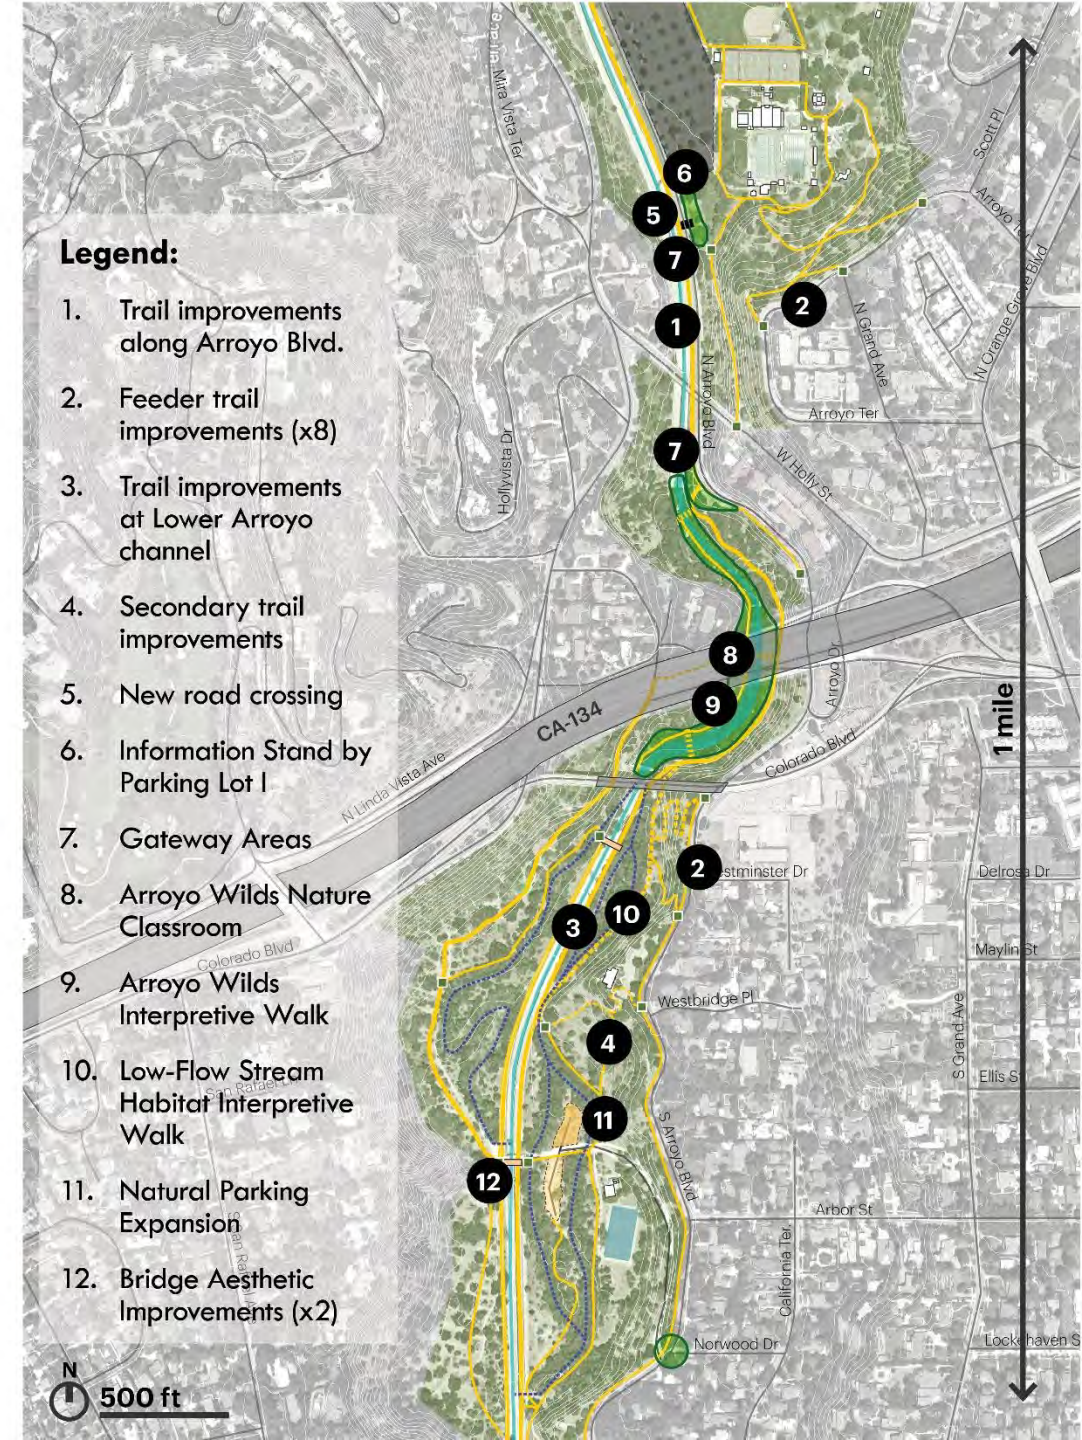 Legend:
1. Trail improvements
along Arroyo Blvd.
2. Feeder trail
improvements (x8)
3. Trail improvements
at Lower Arroyo
channel
4. Secondary trail
improvements
5. New road crossing
6. Information Stand by
Parking Lot I
7. Gateway Areas
8. Arroyo Wilds Nature
Classroom
9. Arroyo Wilds
Interpretive Walk
10. Low-Flow Stream
Habitat Interpretive
Walk
11. Natural Parking
Expansion
12. Bridge Aesthetic
Improvements (x2)
N
500 ft
1 mile
Mira Vista Ter
Scott Pl
6
5
7
1
2
N Orange Grove Blvd
N Grand Ave
N Arroyo Blvd
Arroyo Ter
7
Hollyvista Dr
W Holly St
8
9
Arroyo Dr
CA-134
Colorado Blvd
N Linda Vista Ave
2
Delrosa Dr
10
3
Colorado Blvd
Maylin St
Westbridge Pl
S Grand Ave
4
11
S Arroyo Blvd
12
Arbor St
California Ter
Norwood Dr